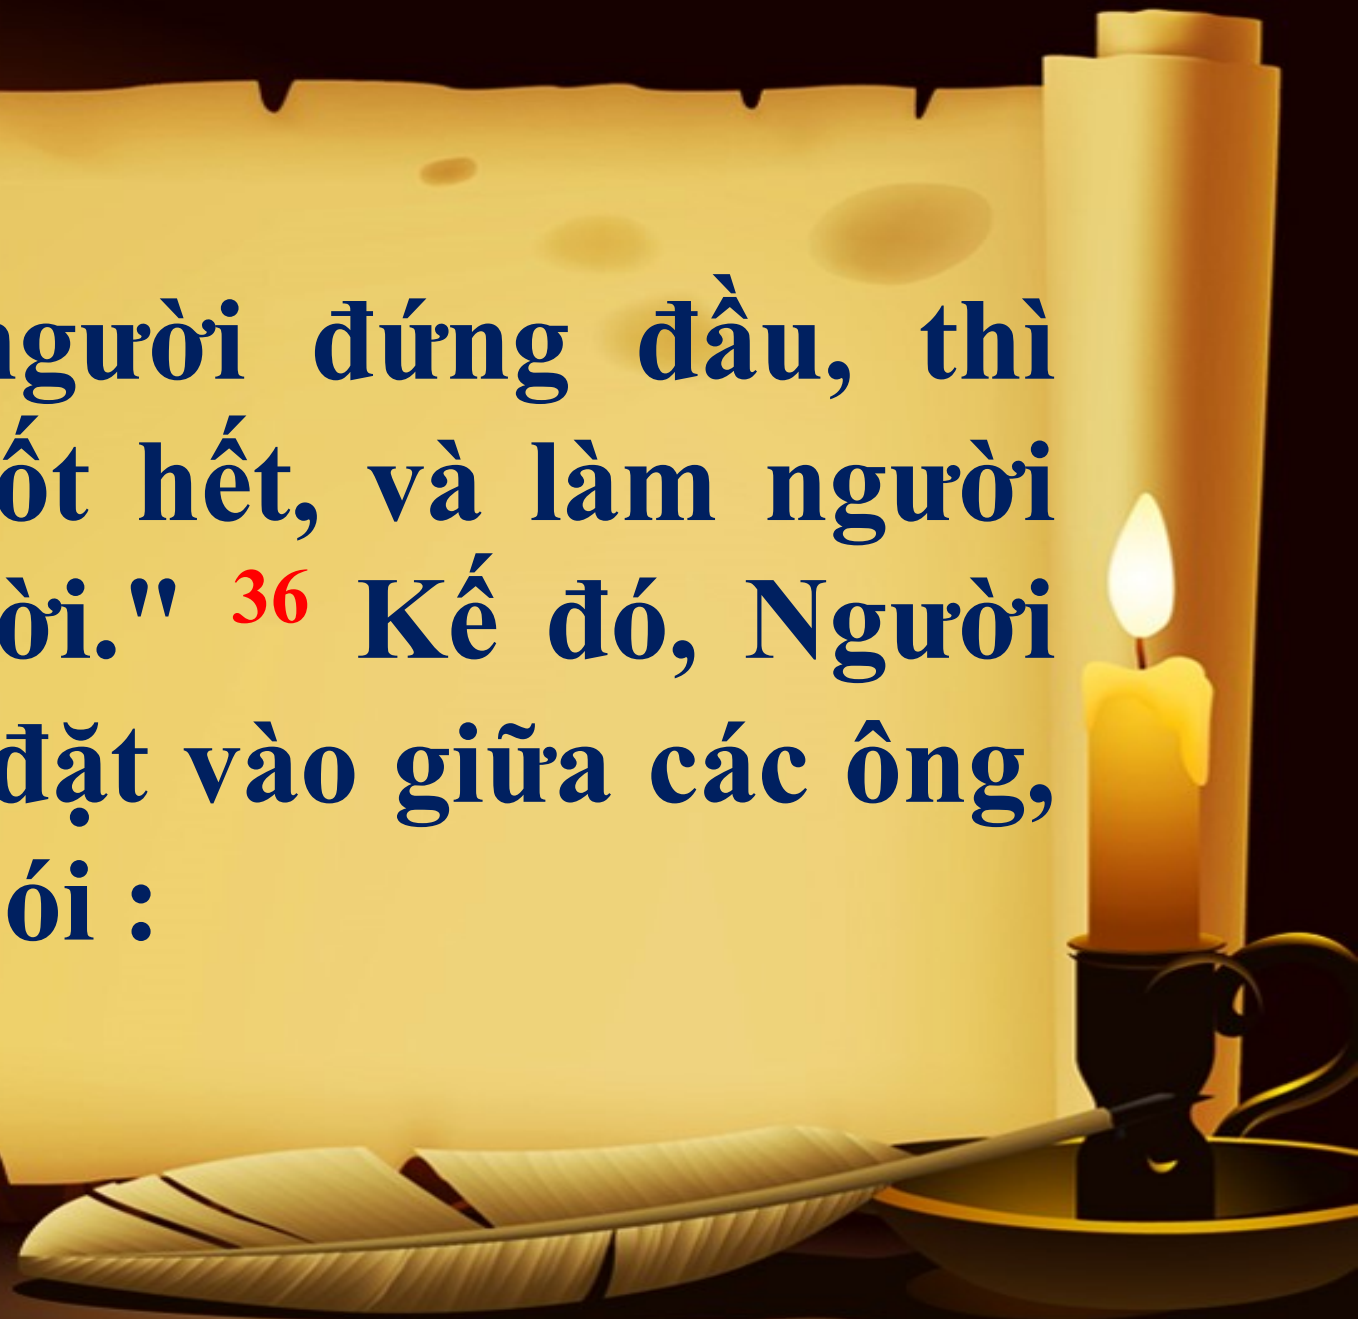 người đứng đầu, thì
ốt hết, và làm người
ời." 36 Kế đó, Người
đặt vào giữa các ông,
ói :